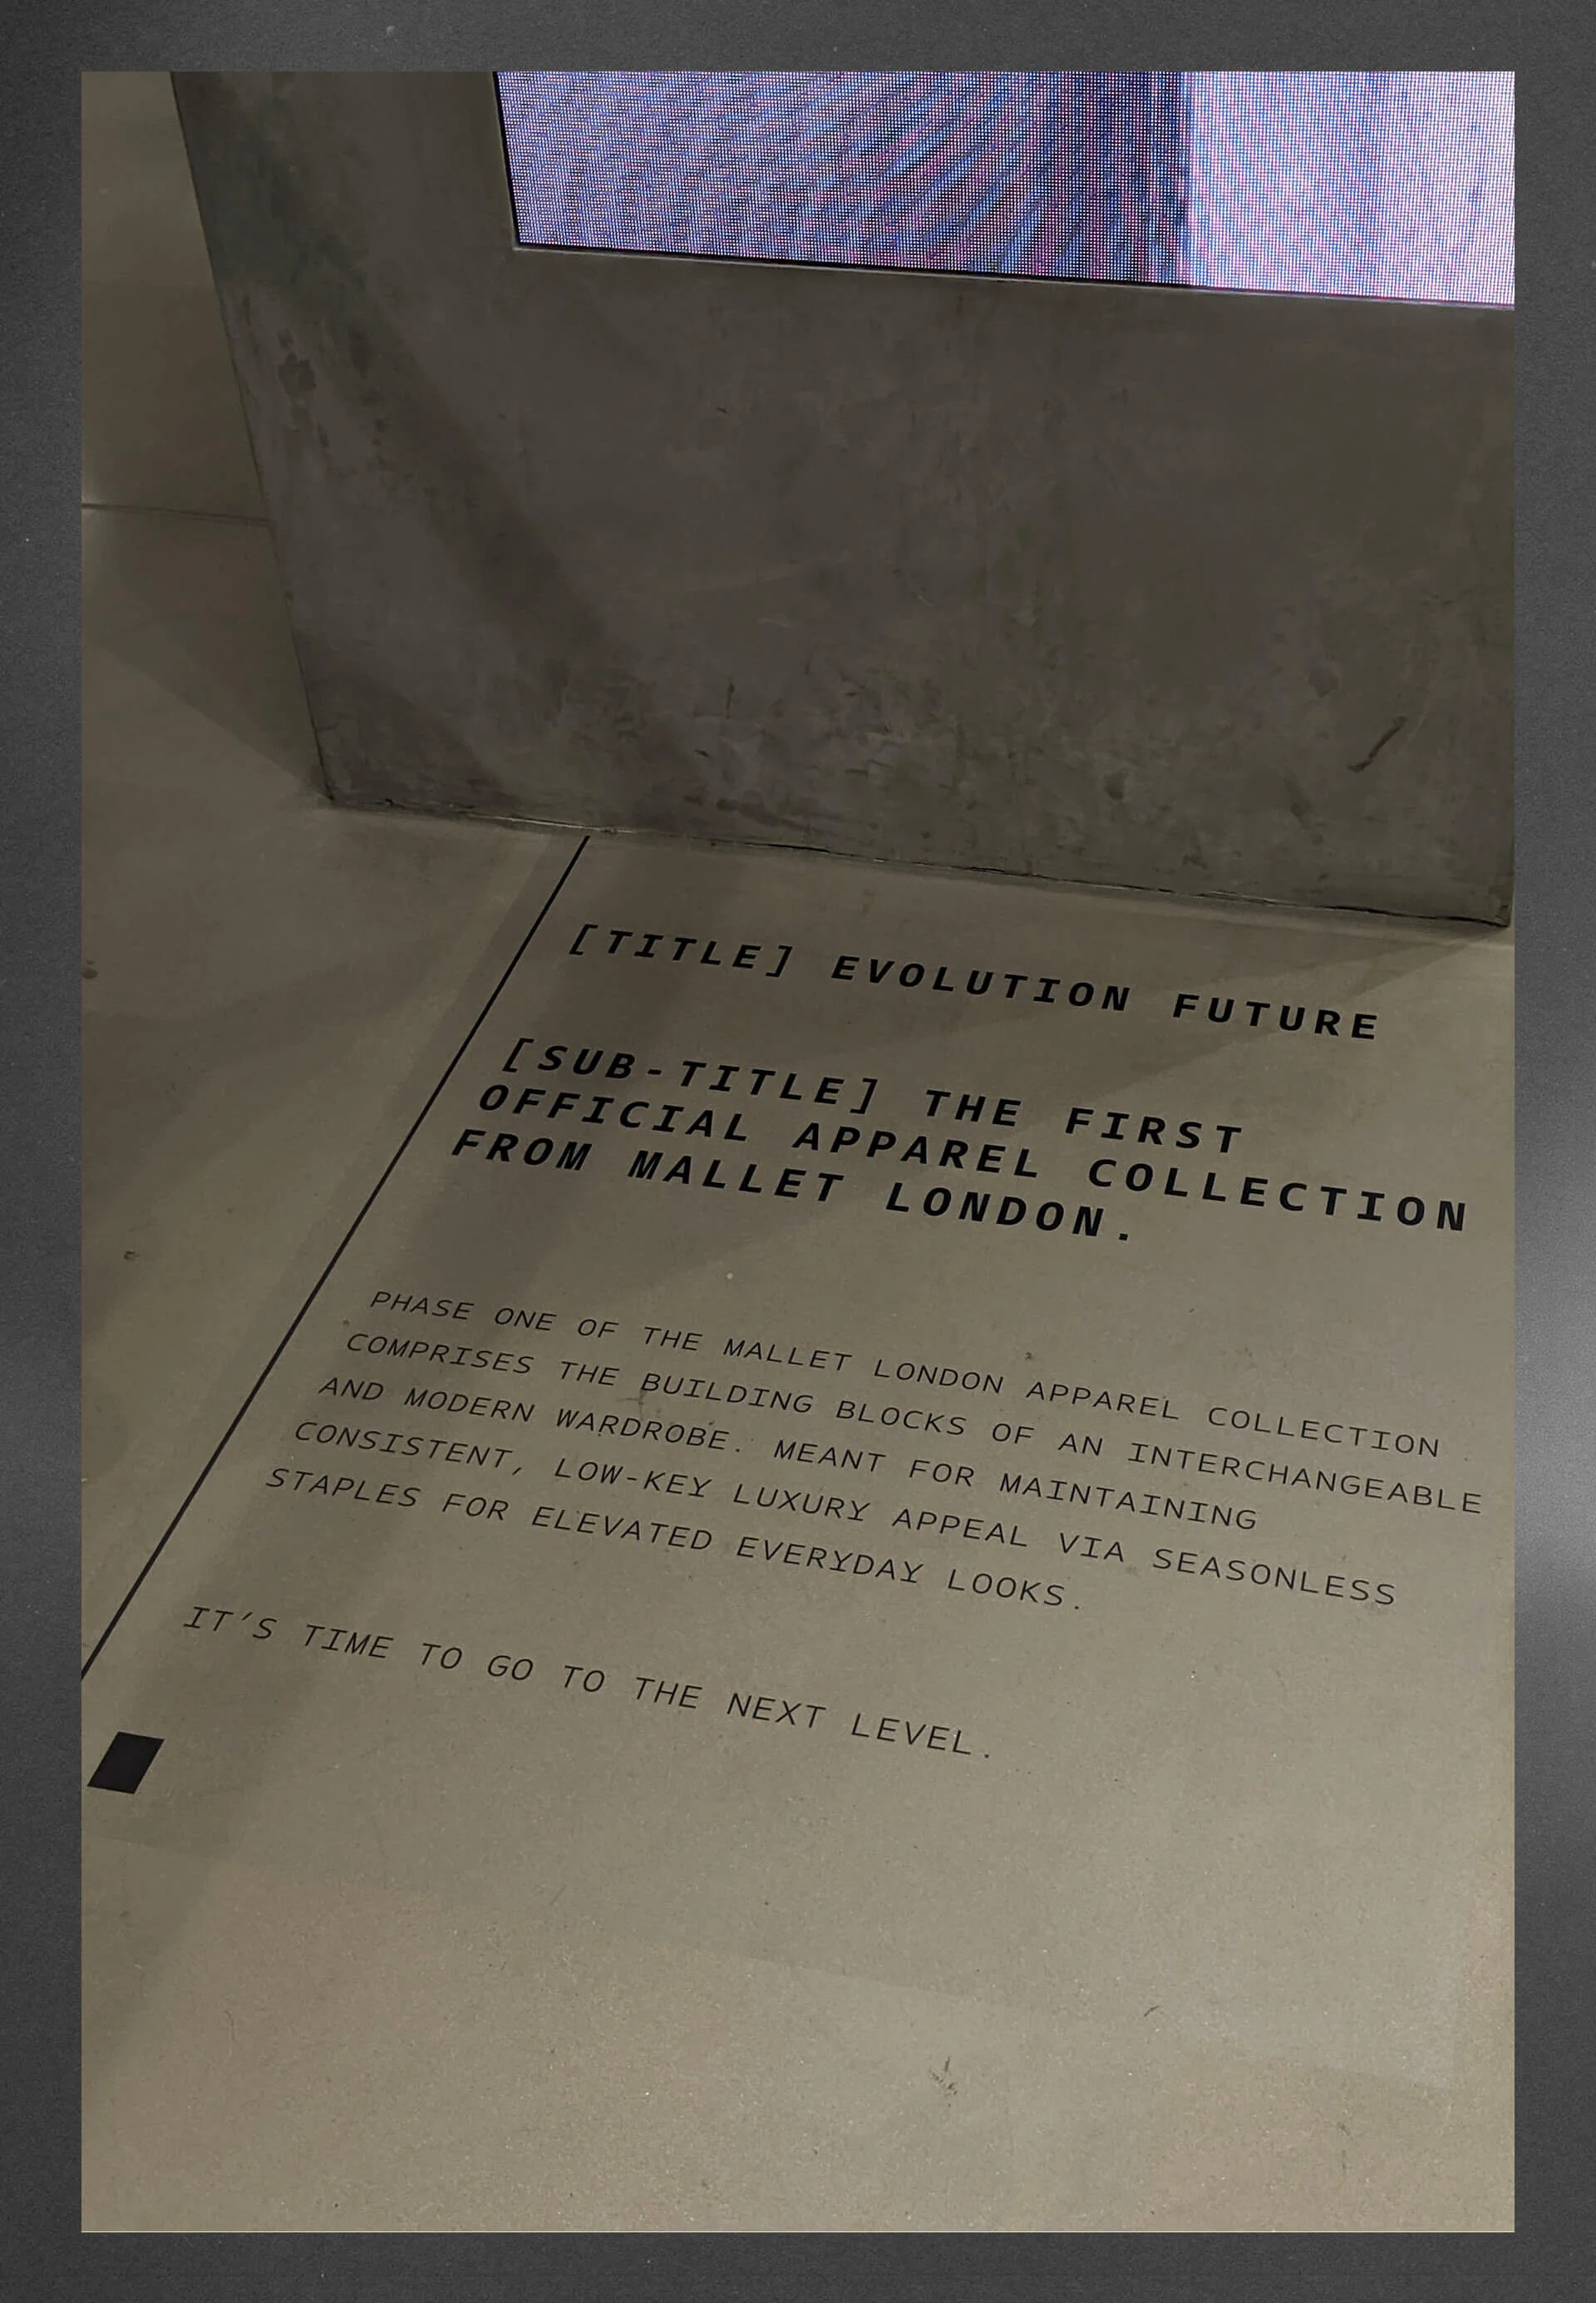 [TITLE] EVOLUTION FUTURE
[SUB-TITLE] THE FIRST
OFFICIAL APPAREL COLLECTION
FROM MALLET LONDON.
PHASE ONE OF THE MALLET LONDON APPAREL COLLECTION
COMPRISES THE BUILDING BLOCKS OF AN INTERCHANGEABLE
AND MODERN WARDROBE. MEANT FOR MAINTAINING
CONSISTENT, LOW-KEY LUXURY APPEAL VIA SEASONLESS
STAPLES FOR ELEVATED EVERYDAY LOOKS.
IT'S TIME TO GO TO THE NEXT LEVEL.